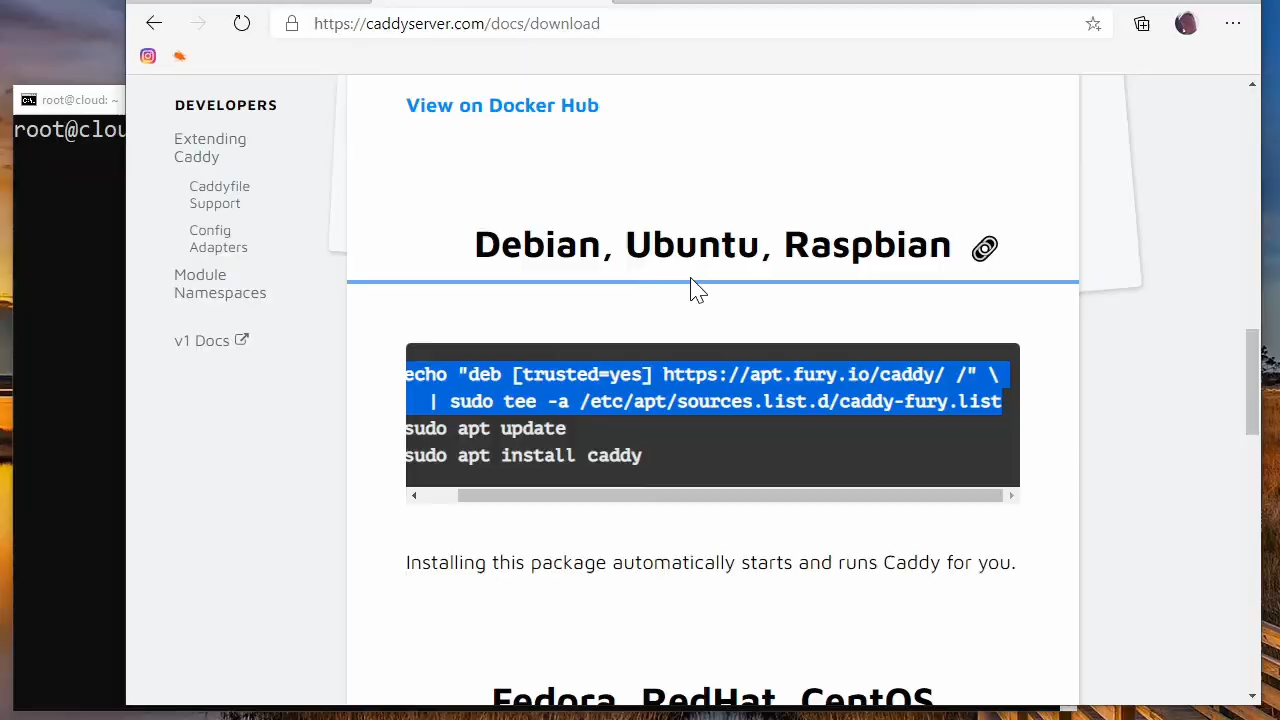 https://caddyserver.com/docs/download
root@cloud: ~
root@clou
DEVELOPERS
Extending
Caddy
Caddyfile
Support
Config
Adapters
Module
Namespaces
v1 Docs
View on Docker Hub
Debian, Ubuntu, Raspbian
echo "deb [trusted=yes] https://apt.fury.io/caddy/ /" \
| sudo tee -a /etc/apt/sources.list.d/caddy-fury.list
sudo apt update
sudo apt install caddy
Installing this package automatically starts and runs Caddy for you.
Fedora, RedHat, CentOS